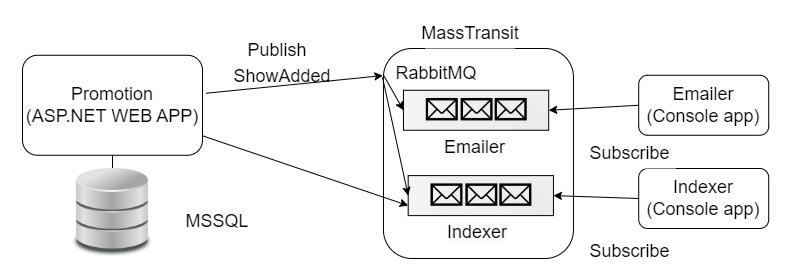 MassTransit
Publish
ShowAdded
RabbitMQ
Promotion
(ASP.NET WEB APP)
Emailer
(Console app)
Emailer
Subscribe
Indexer
(Console app)
MSSQL
Indexer
Subscribe